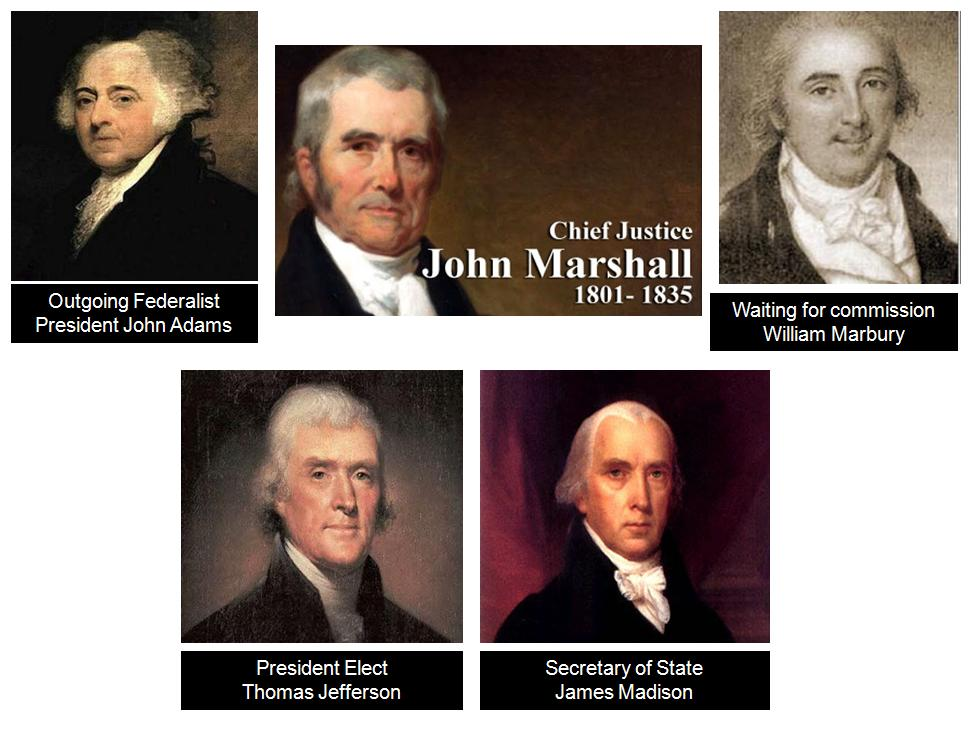 Outgoing Federalist
President John Adams
Chief Justice
John Marshall
1801- 1835
Waiting for commission
William Marbury
President Elect
Thomas Jefferson
Secretary of State
James Madison